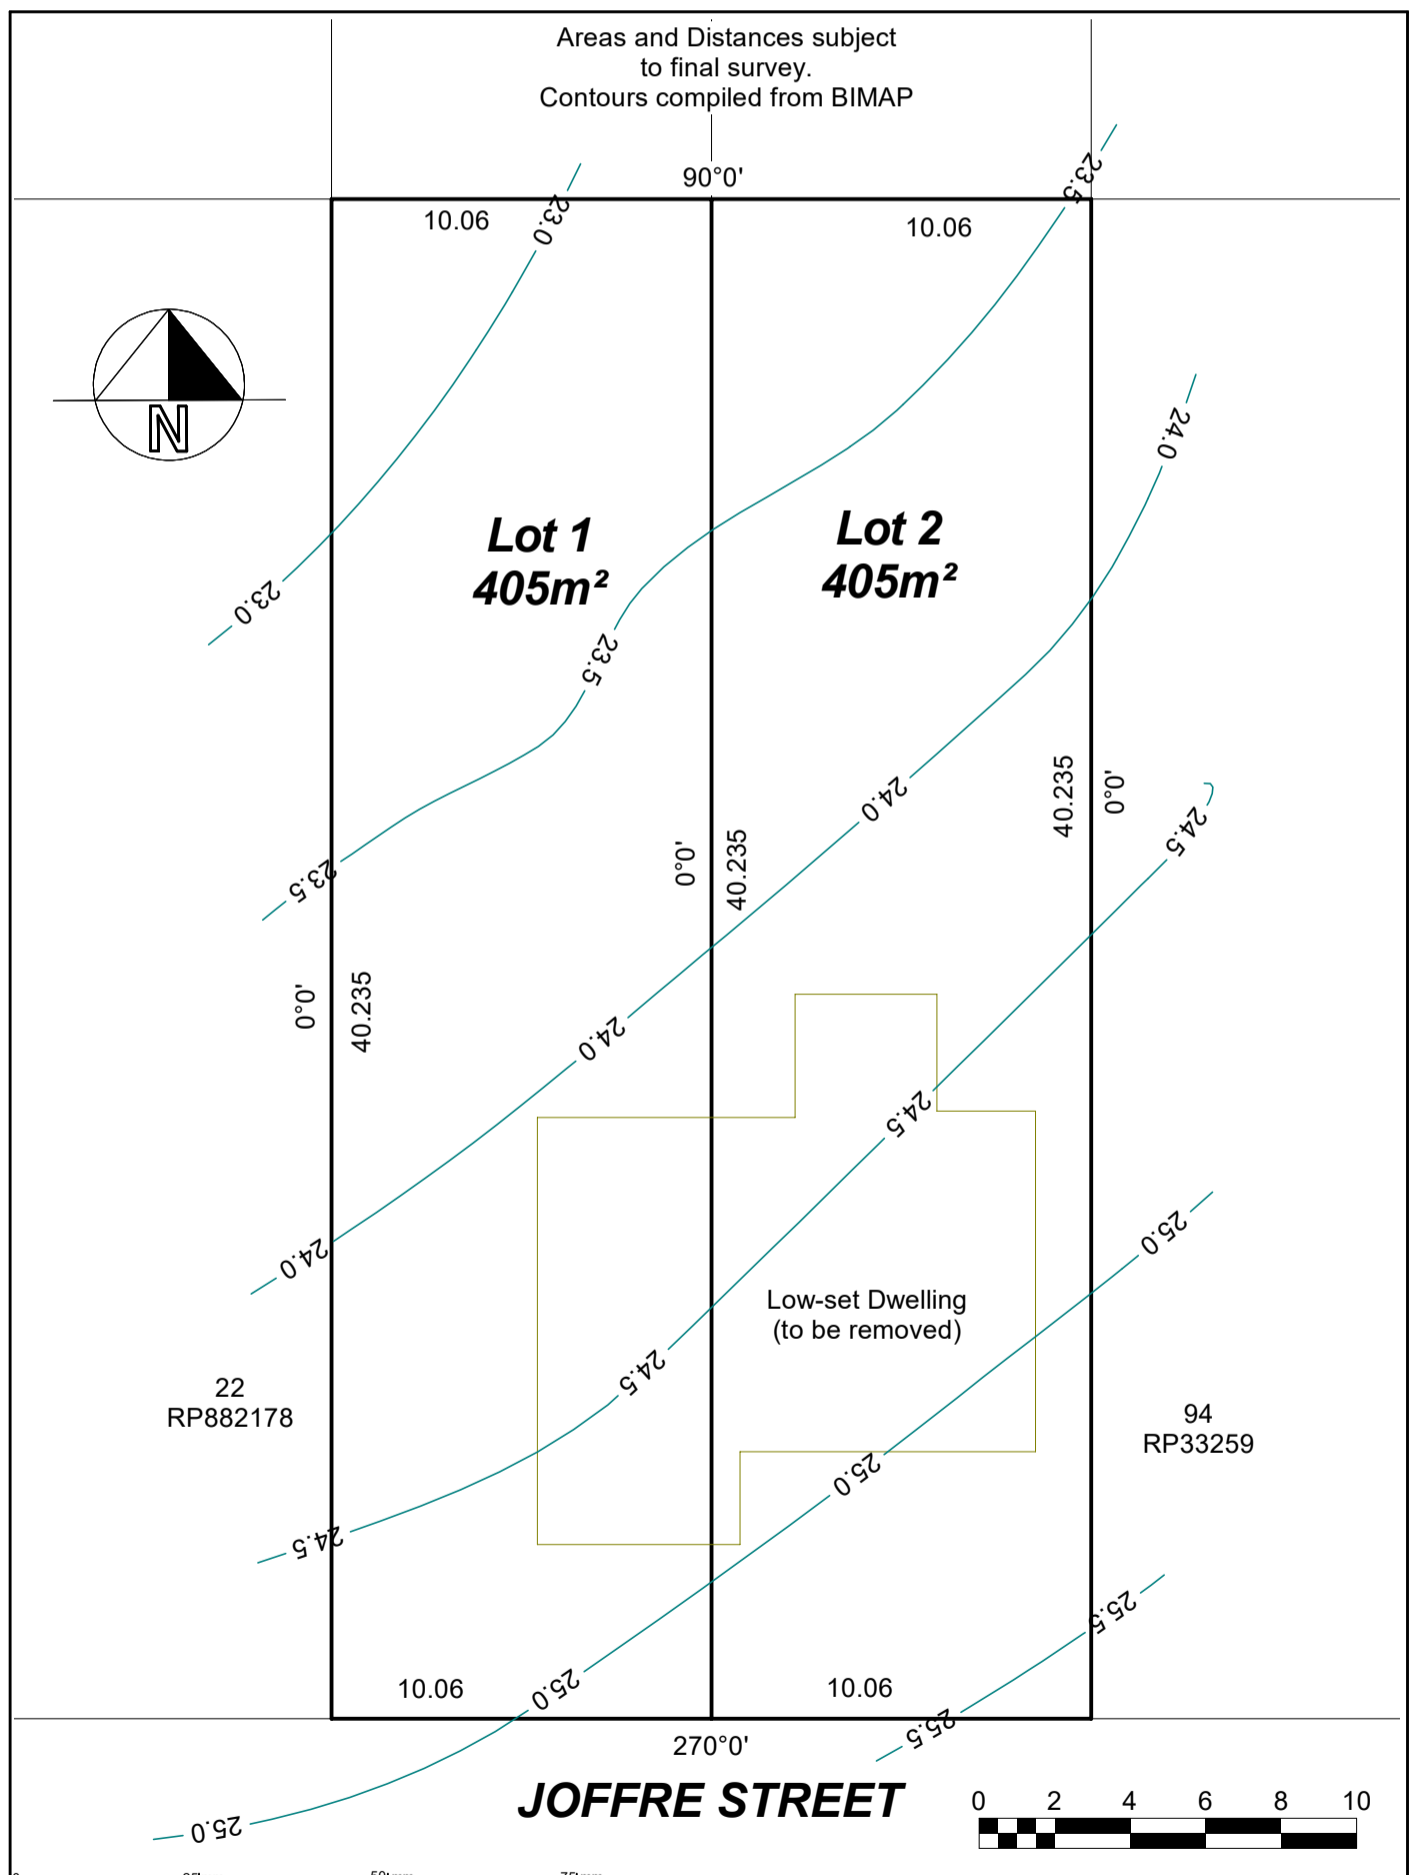 Areas and Distances subject
to final survey.
Contours compiled from BIMAP
90°0'
10.06
10.06
23.0
23.5
N
24.0
Lot 1
405m²
Lot 2
405m²
23.0
23.5
24.0
40.235
0°0'
24.5
0°0'
40.235
23.5
0°0'
40.235
24.0
24.5
24.0
25.0
Low-set Dwelling
(to be removed)
24.5
22
RP882178
94
RP33259
25.0
24.5
25.5
10.06
10.06
25.0
25.5
270°0'
JOFFRE STREET
25.0
0 2 4 6 8 10